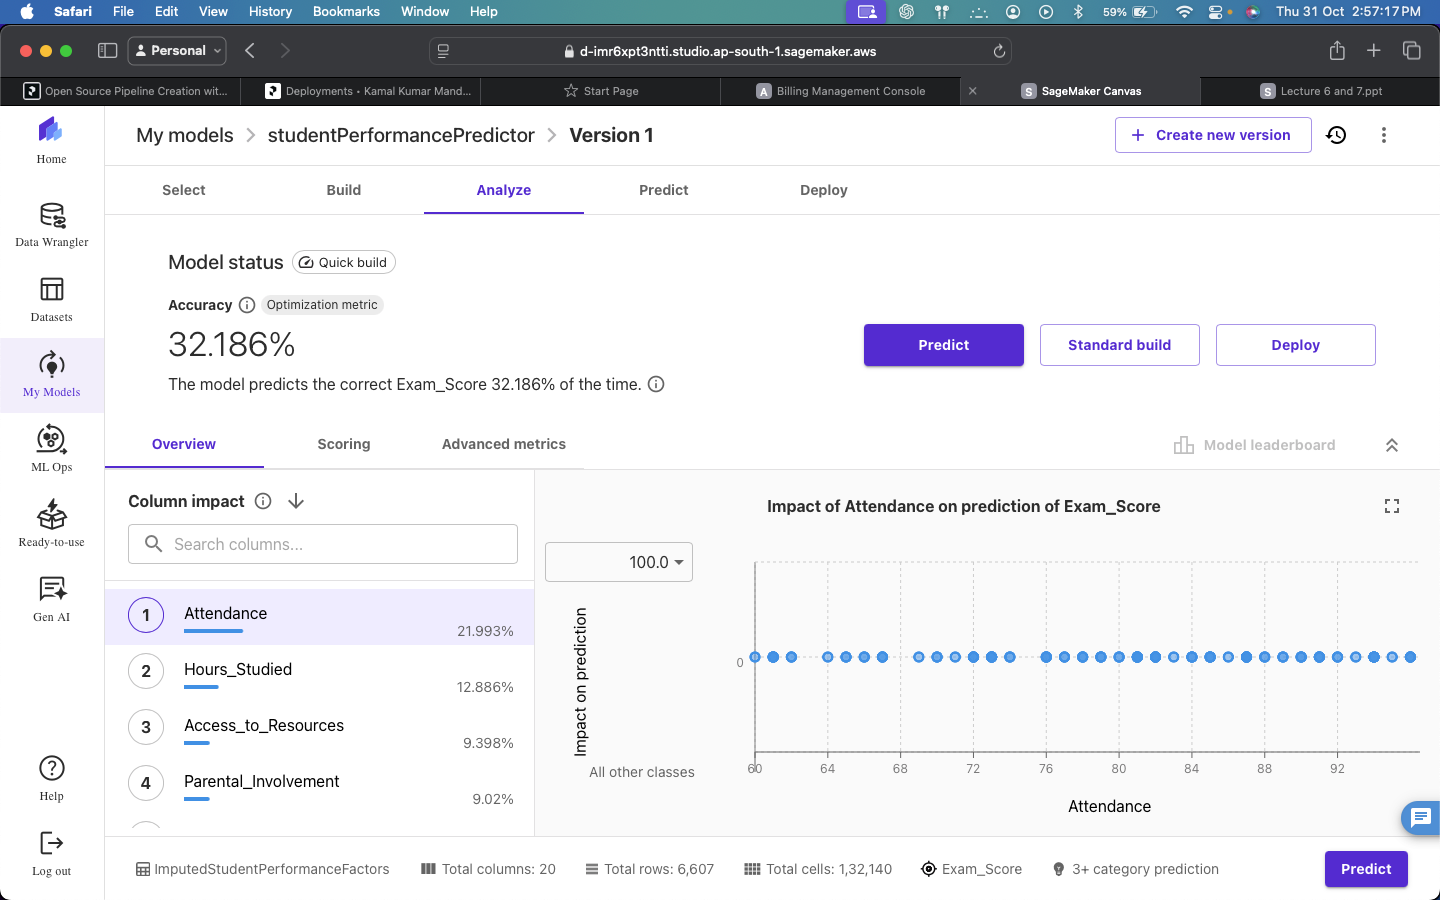 Safari File Edit View History Bookmarks Window Help 59% Thu 31 Oct 2:57:17 PM
Personal d-imr6xpt3ntti.studio.ap-south-1.sagemaker.aws
Open Source Pipeline Creation wit... Deployments • Kamal Kumar Mand... Start Page A Billing Management Console S SageMaker Canvas S Lecture 6 and 7.ppt
Home
Data Wrangler
Datasets
My Models
ML Ops
Ready-to-use
Gen AI
Help
Log out
My models > studentPerformancePredictor > Version 1
+ Create new version
Select Build Analyze Predict Deploy
Model status Quick build
Accuracy Optimization metric
32.186%
The model predicts the correct Exam_Score 32.186% of the time.
Predict Standard build Deploy
Overview Scoring Advanced metrics Model leaderboard
Column impact
Search columns...
1 Attendance 21.993%
2 Hours_Studied 12.886%
3 Access_to_Resources 9.398%
4 Parental_Involvement 9.02%
Impact of Attendance on prediction of Exam_Score
100.0
Impact on prediction
0
All other classes
60 64 68 72 76 80 84 88 92
Attendance
ImputedStudentPerformanceFactors Total columns: 20 Total rows: 6,607 Total cells: 1,32,140 Exam_Score 3+ category prediction
Predict